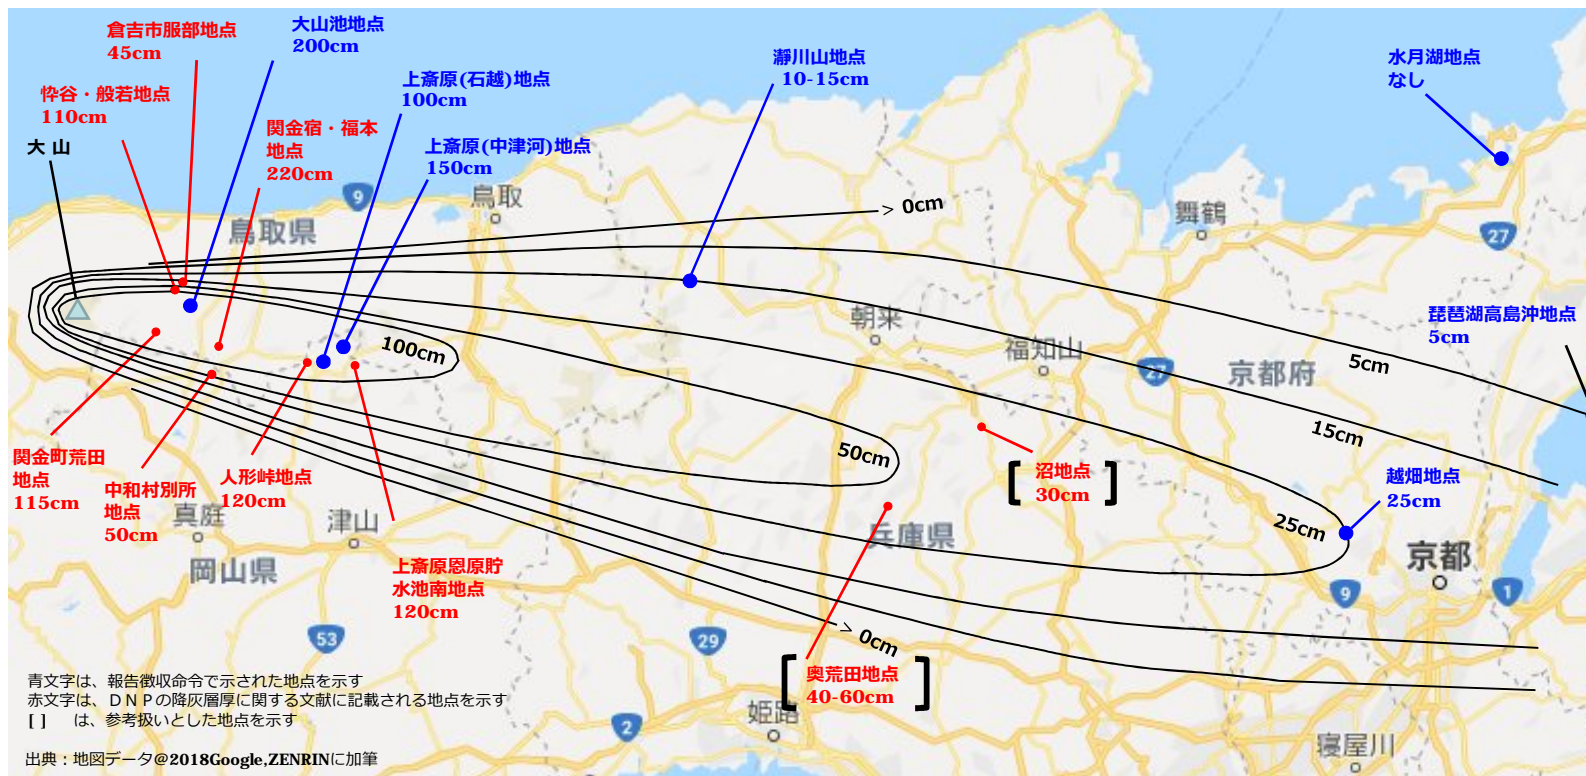 倉吉市服部地点
45cm
大山池地点
200cm
瀞川山地点
10-15cm
水月湖地点
なし
上斎原(石越)地点
100cm
忰谷・般若地点
110cm
関金宿・福本
地点
220cm
上斎原(中津河)地点
150cm
大 山
9
鳥取
鳥取県
> 0cm
舞鶴
27
朝来
福知山
琵琶湖高島沖地点
5cm
100cm
5cm
27
京都府
15cm
50cm
関金町荒田
地点
115cm
中和村別所
地点
50cm
人形峠地点
120cm
[ 沼地点
30cm ]
越畑地点
25cm
25cm
真庭
津山
兵庫県
岡山県
京都
上斎原恩原貯
水池南地点
120cm
9
1
53
29
> 0cm
[ 奥荒田地点
40-60cm ]
姫路
2
寝屋川
青文字は、報告徴収命令で示された地点を示す
赤文字は、ＤＮＰの降灰層厚に関する文献に記載される地点を示す
[ ] は、参考扱いとした地点を示す
出典：地図データ@2018Google,ZENRINに加筆